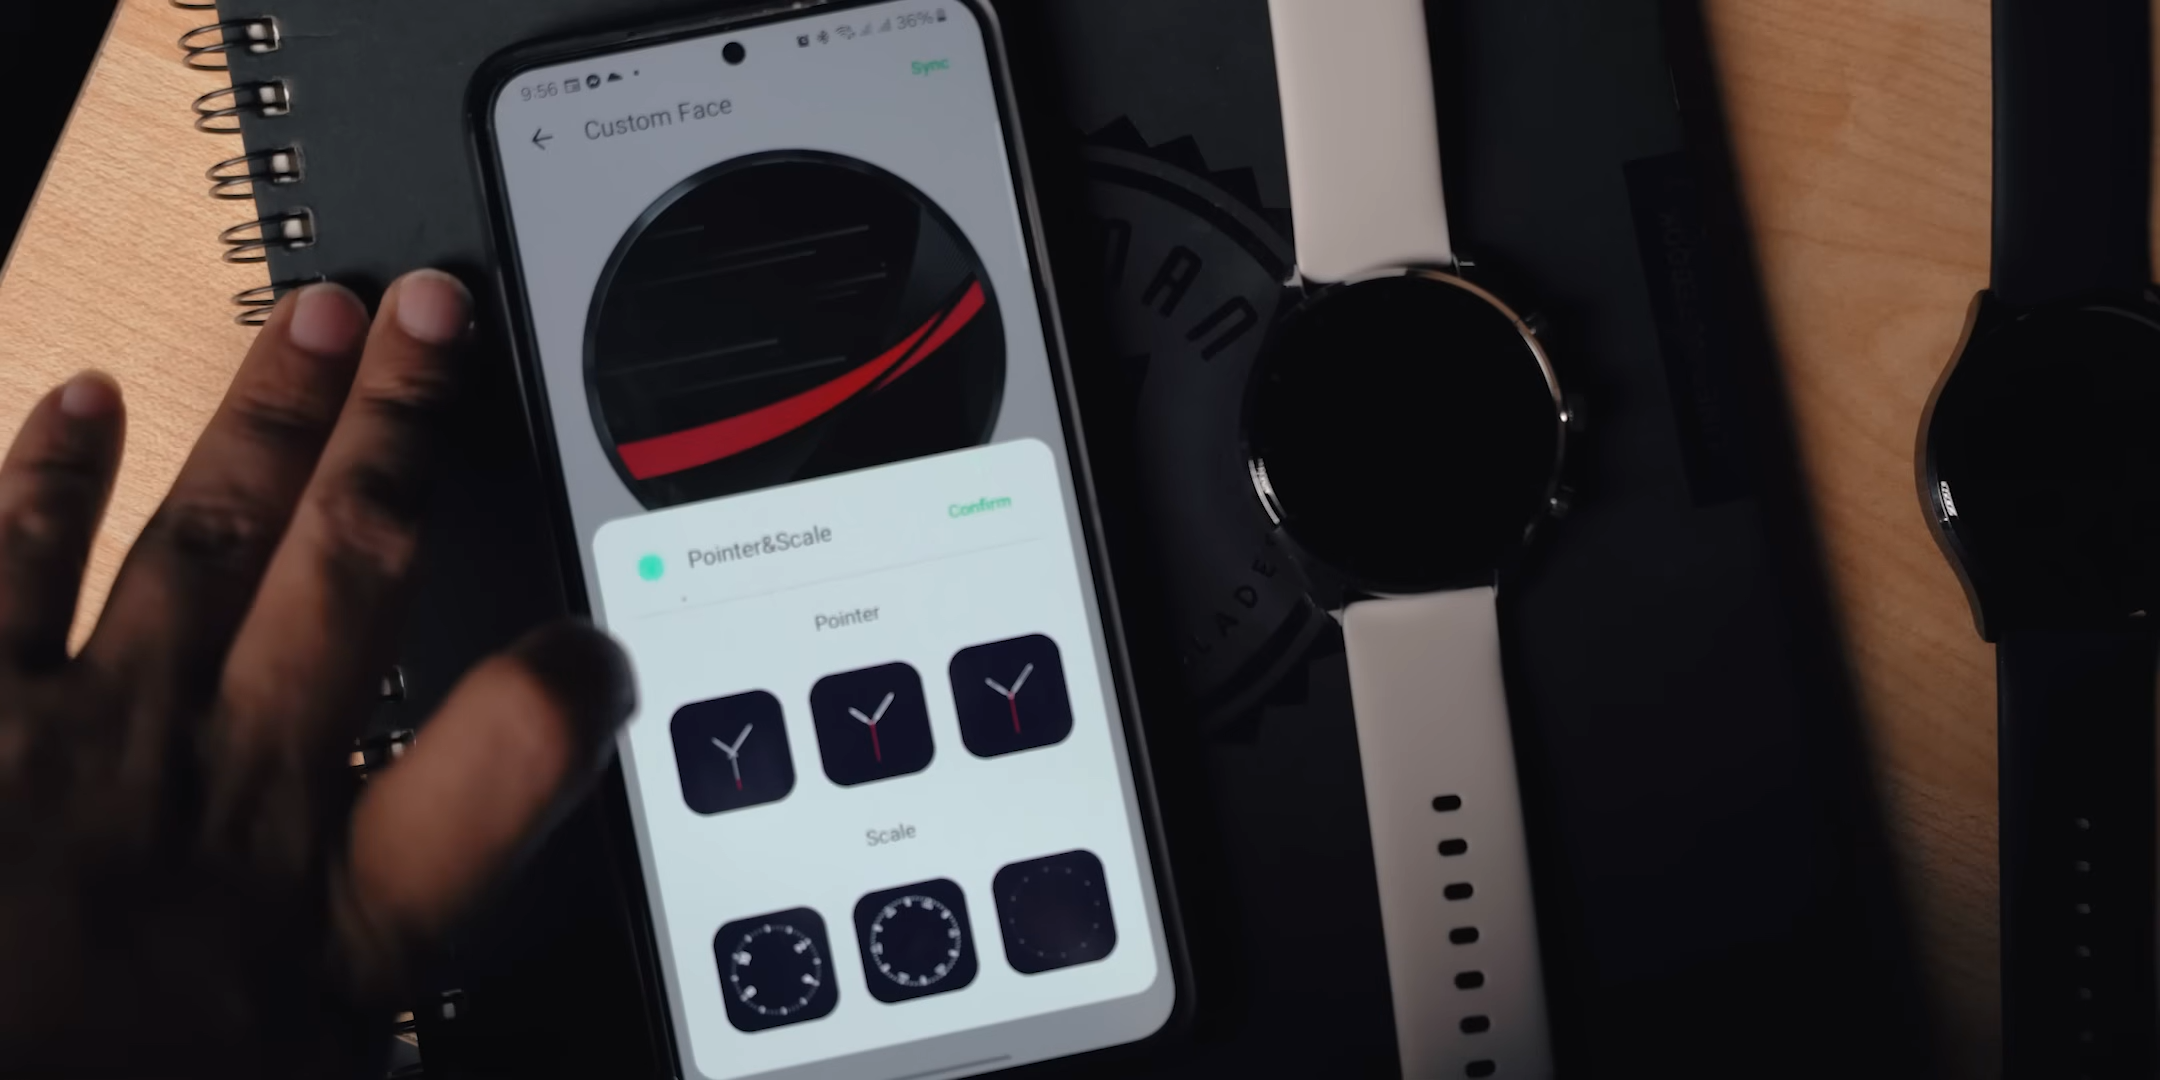 9:56
36%
Sync
Custom Face
Pointer&Scale
Confirm
Pointer
Scale